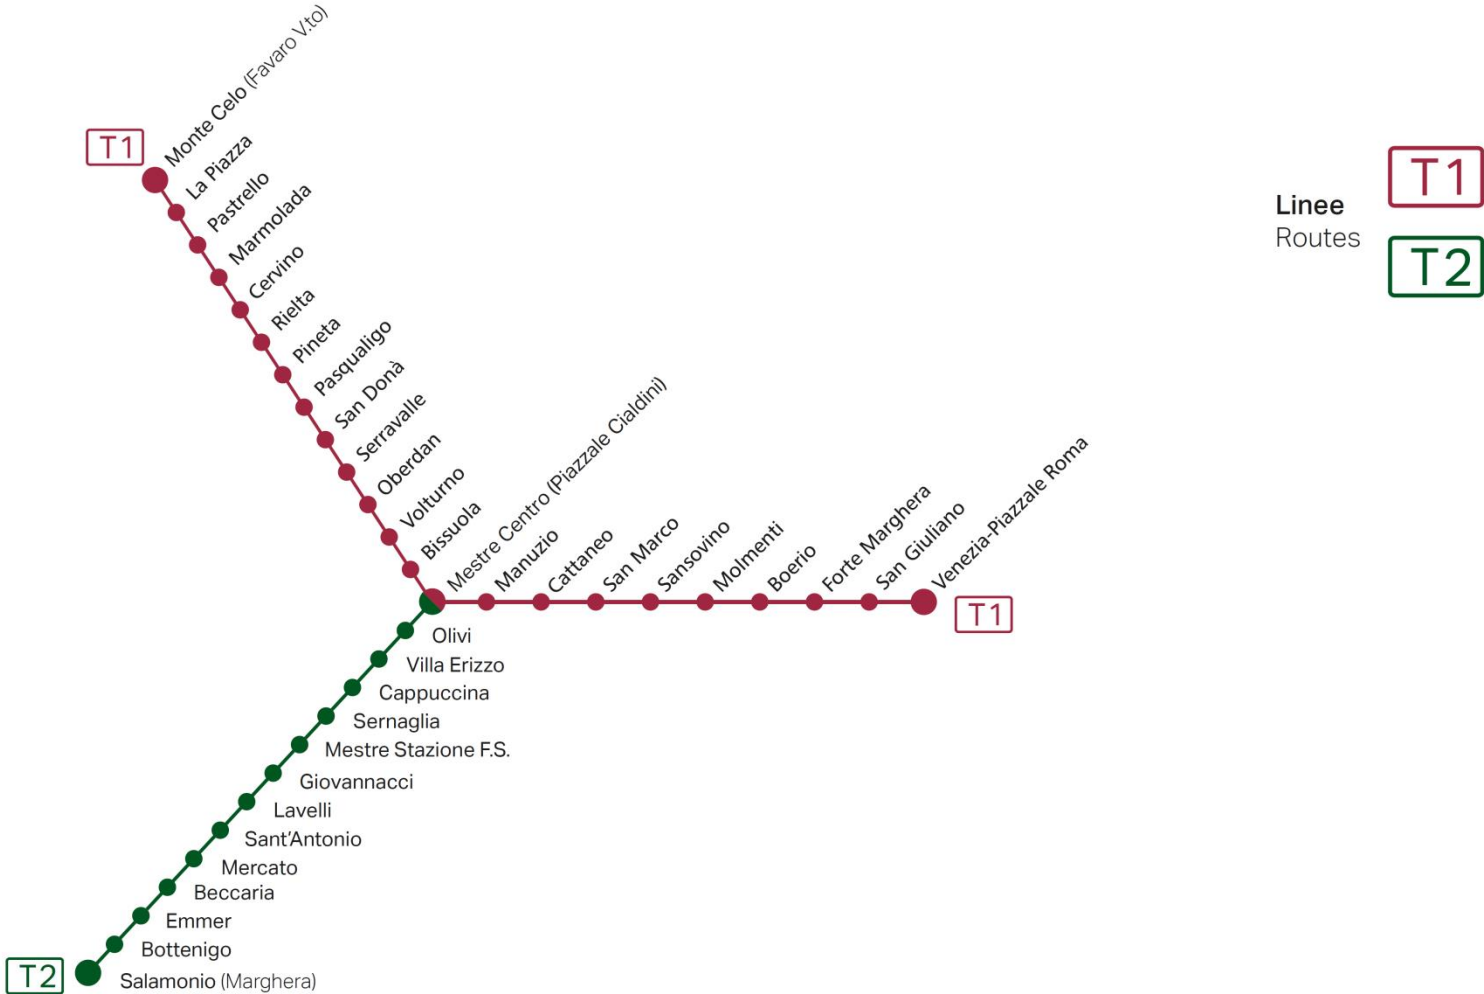 T1
Monte Celo (Favaro V.to)
La Piazza
Pastrello
Marmolada
Cervino
Rielta
Pineta
Pasqualigo
San Donà
Serravalle
Oberdan
Volturno
Bissuola
Mestre Centro (Piazzale Cialdini)
Manuzio
Cattaneo
San Marco
Sansovino
Molmenti
Boerio
Forte Marghera
San Giuliano
Venezia-Piazzale Roma
T1
Olivi
Villa Erizzo
Cappuccina
Sernaglia
Mestre Stazione F.S.
Giovannacci
Lavelli
Sant'Antonio
Mercato
Beccaria
Emmer
Bottenigo
Salamonio (Marghera)
T2
Linee
Routes
T1
T2